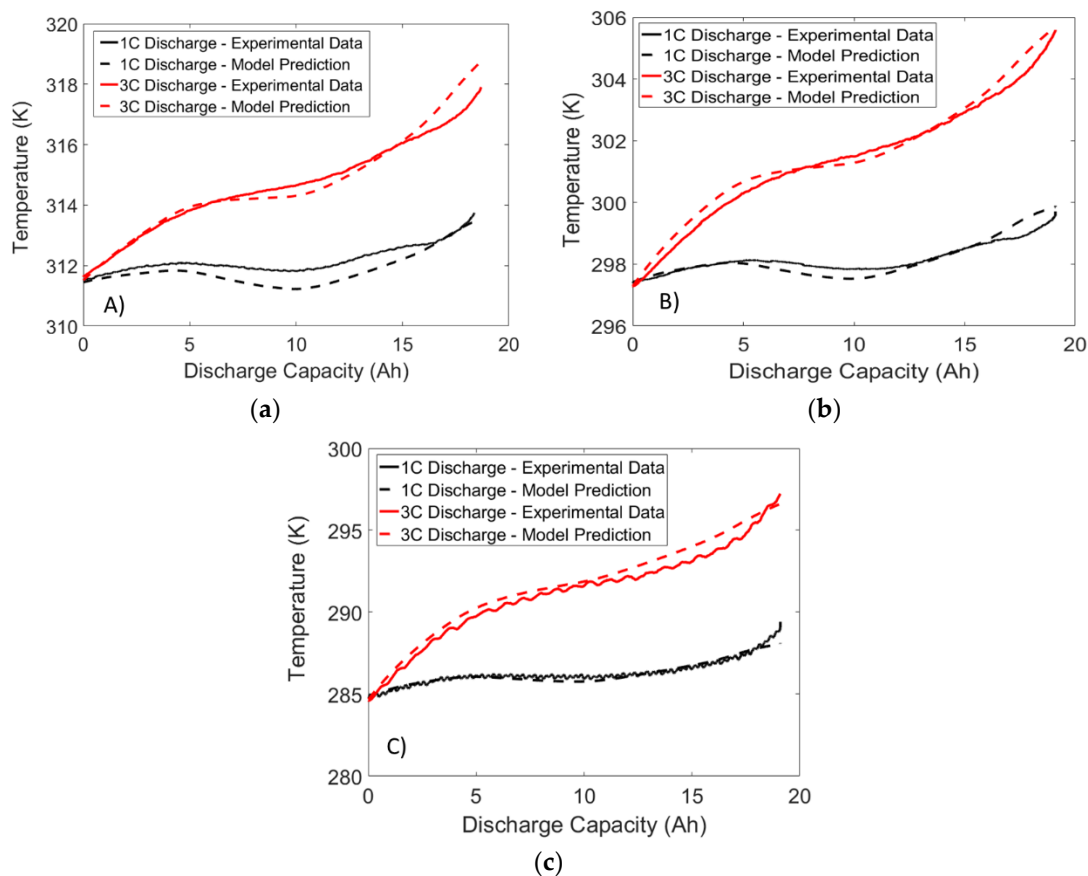 320
318
316
314
312
310
Temperature (K)
1C Discharge - Experimental Data
1C Discharge - Model Prediction
3C Discharge - Experimental Data
3C Discharge - Model Prediction
A)
0
5
10
15
20
Discharge Capacity (Ah)
(a)
306
304
302
300
298
296
Temperature (K)
1C Discharge - Experimental Data
1C Discharge - Model Prediction
3C Discharge - Experimental Data
3C Discharge - Model Prediction
B)
0
5
10
15
20
Discharge Capacity (Ah)
(b)
300
295
290
285
280
Temperature (K)
1C Discharge - Experimental Data
1C Discharge - Model Prediction
3C Discharge - Experimental Data
3C Discharge - Model Prediction
C)
0
5
10
15
20
Discharge Capacity (Ah)
(c)